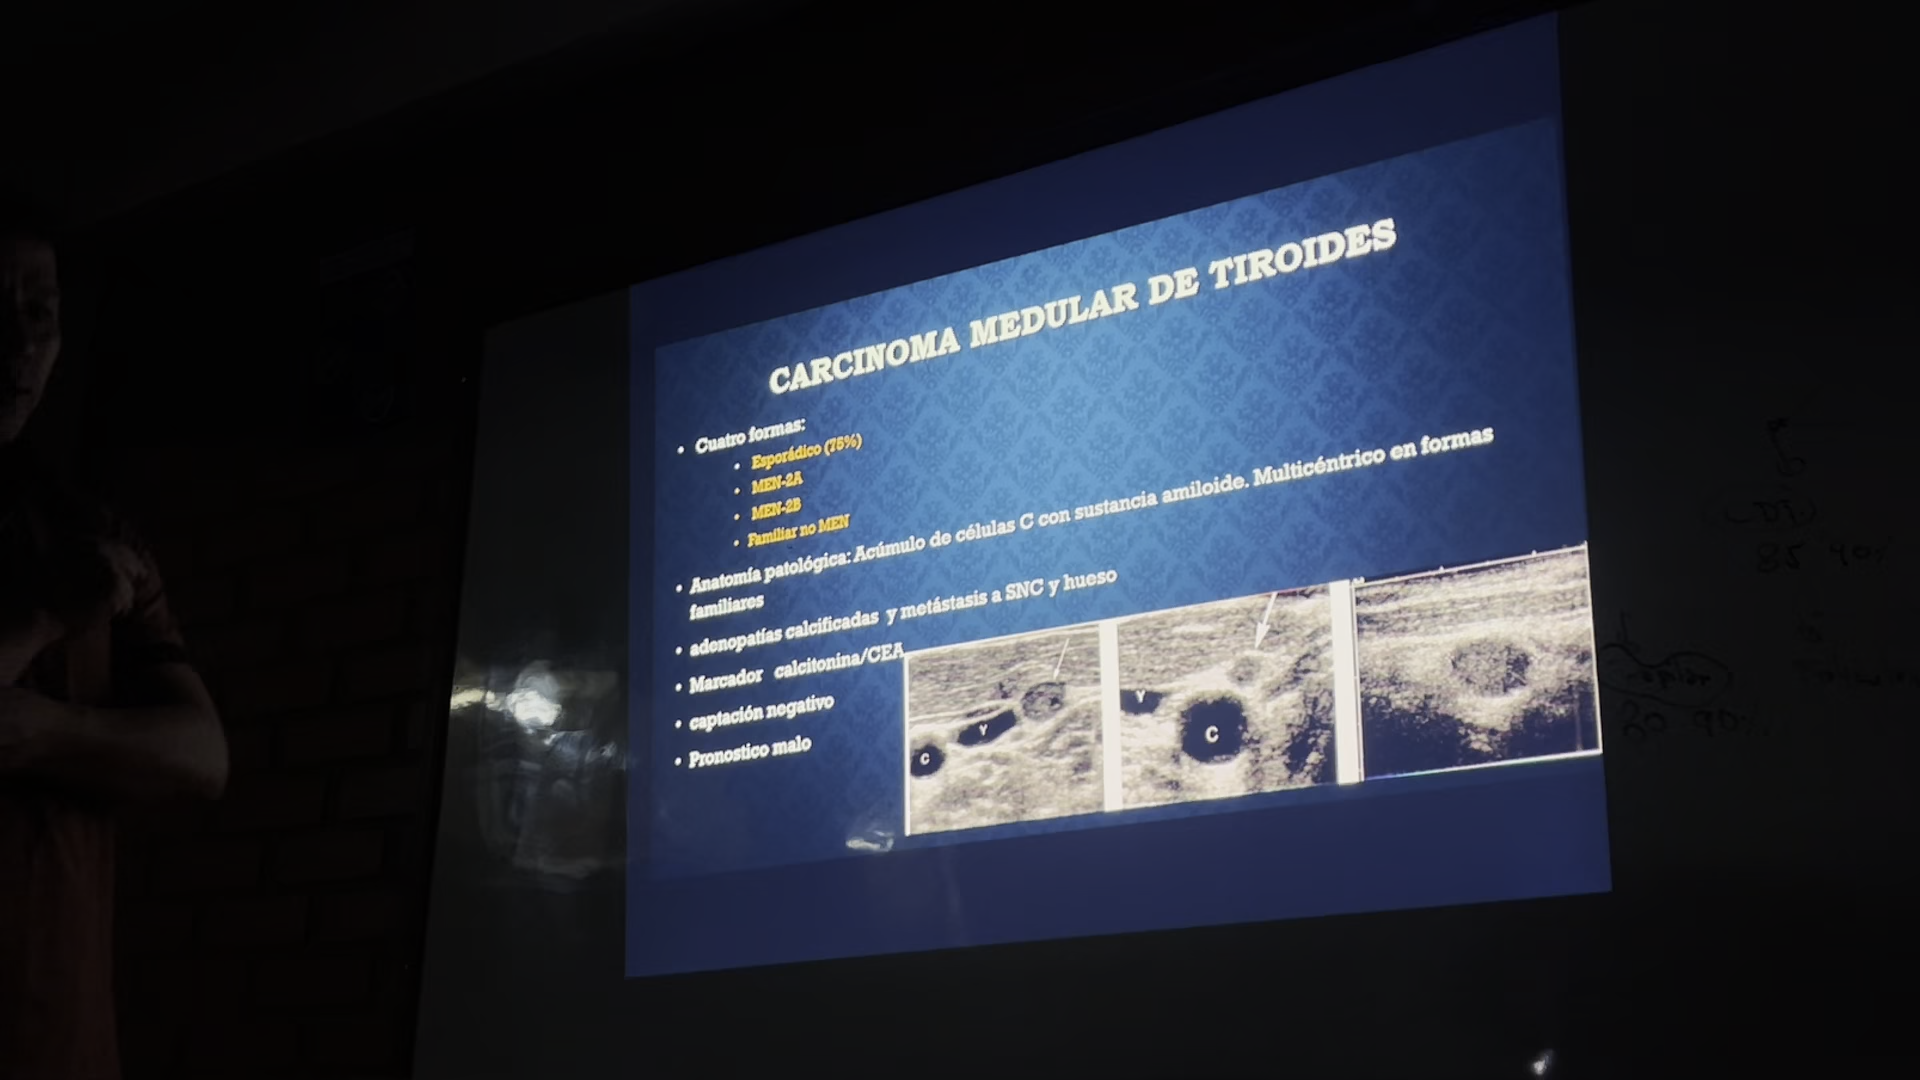 CARCINOMA MEDULAR DE TIROIDES
• Cuatro formas:
• Esporádico (75%)
• MEN-2A
• MEN-2B
• Familiar no MEN
• Anatomía patológica: Acúmulo de células C con sustancia amiloide. Multicéntrico en formas
familiares
• adenopatías calcificadas y metástasis a SNC y hueso
• Marcador calcitonina/CEA
• captación negativo
• Pronostico malo
C
Y
Y
C